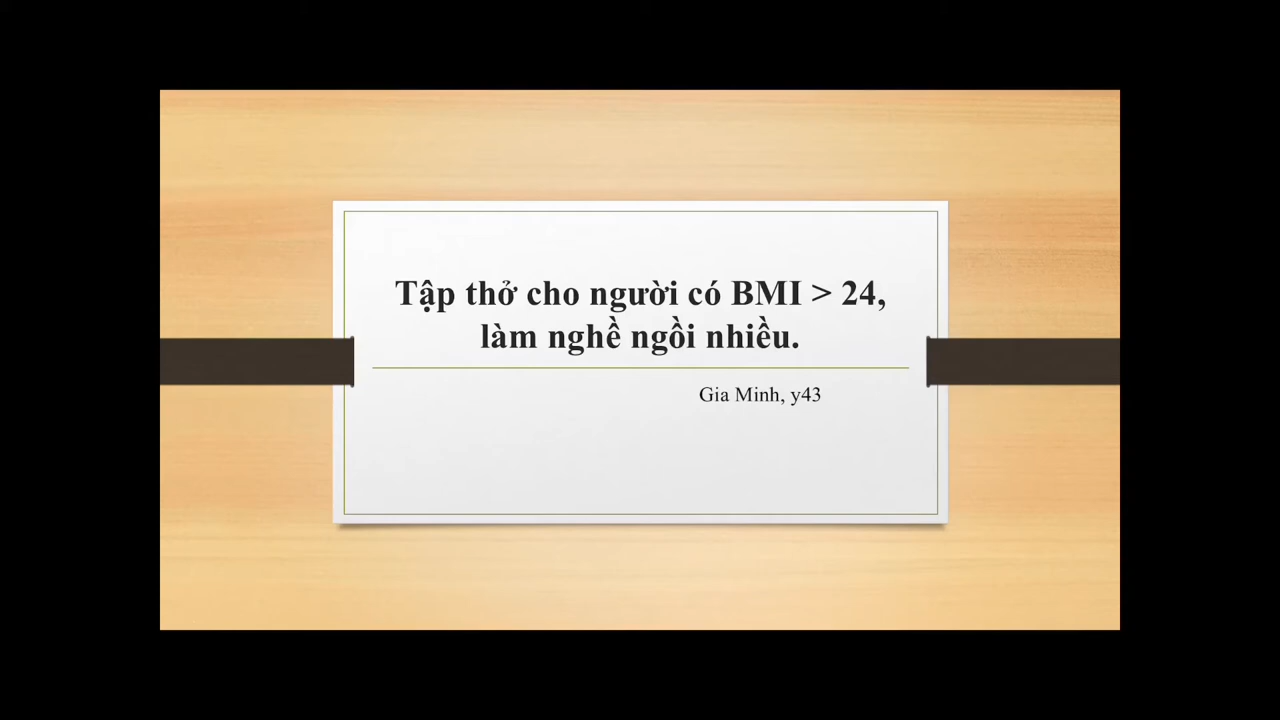 Tập thở cho người có BMI > 24,
làm nghề ngồi nhiều.
Gia Minh, y43